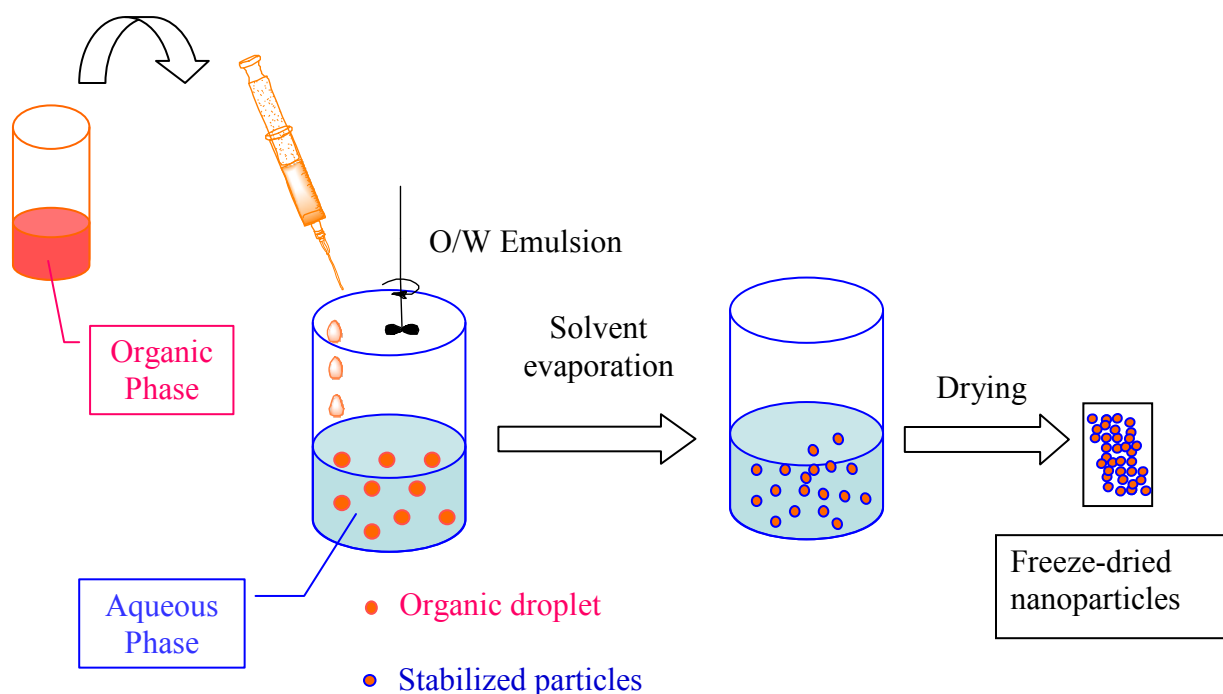 O/W Emulsion
Organic
Phase
Solvent
evaporation
Drying
Aqueous
Phase
Organic droplet
Stabilized particles
Freeze-dried
nanoparticles